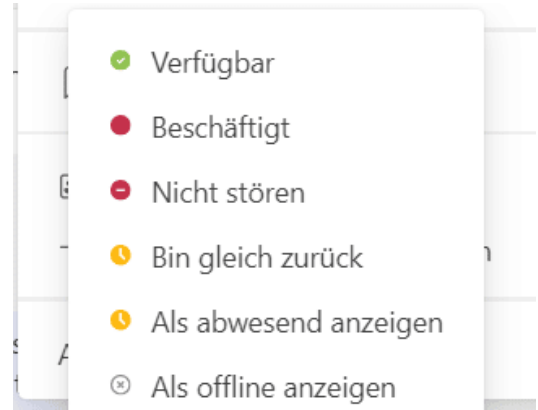 Verfügbar
Beschäftigt
Nicht stören
Bin gleich zurück
Als abwesend anzeigen
Als offline anzeigen